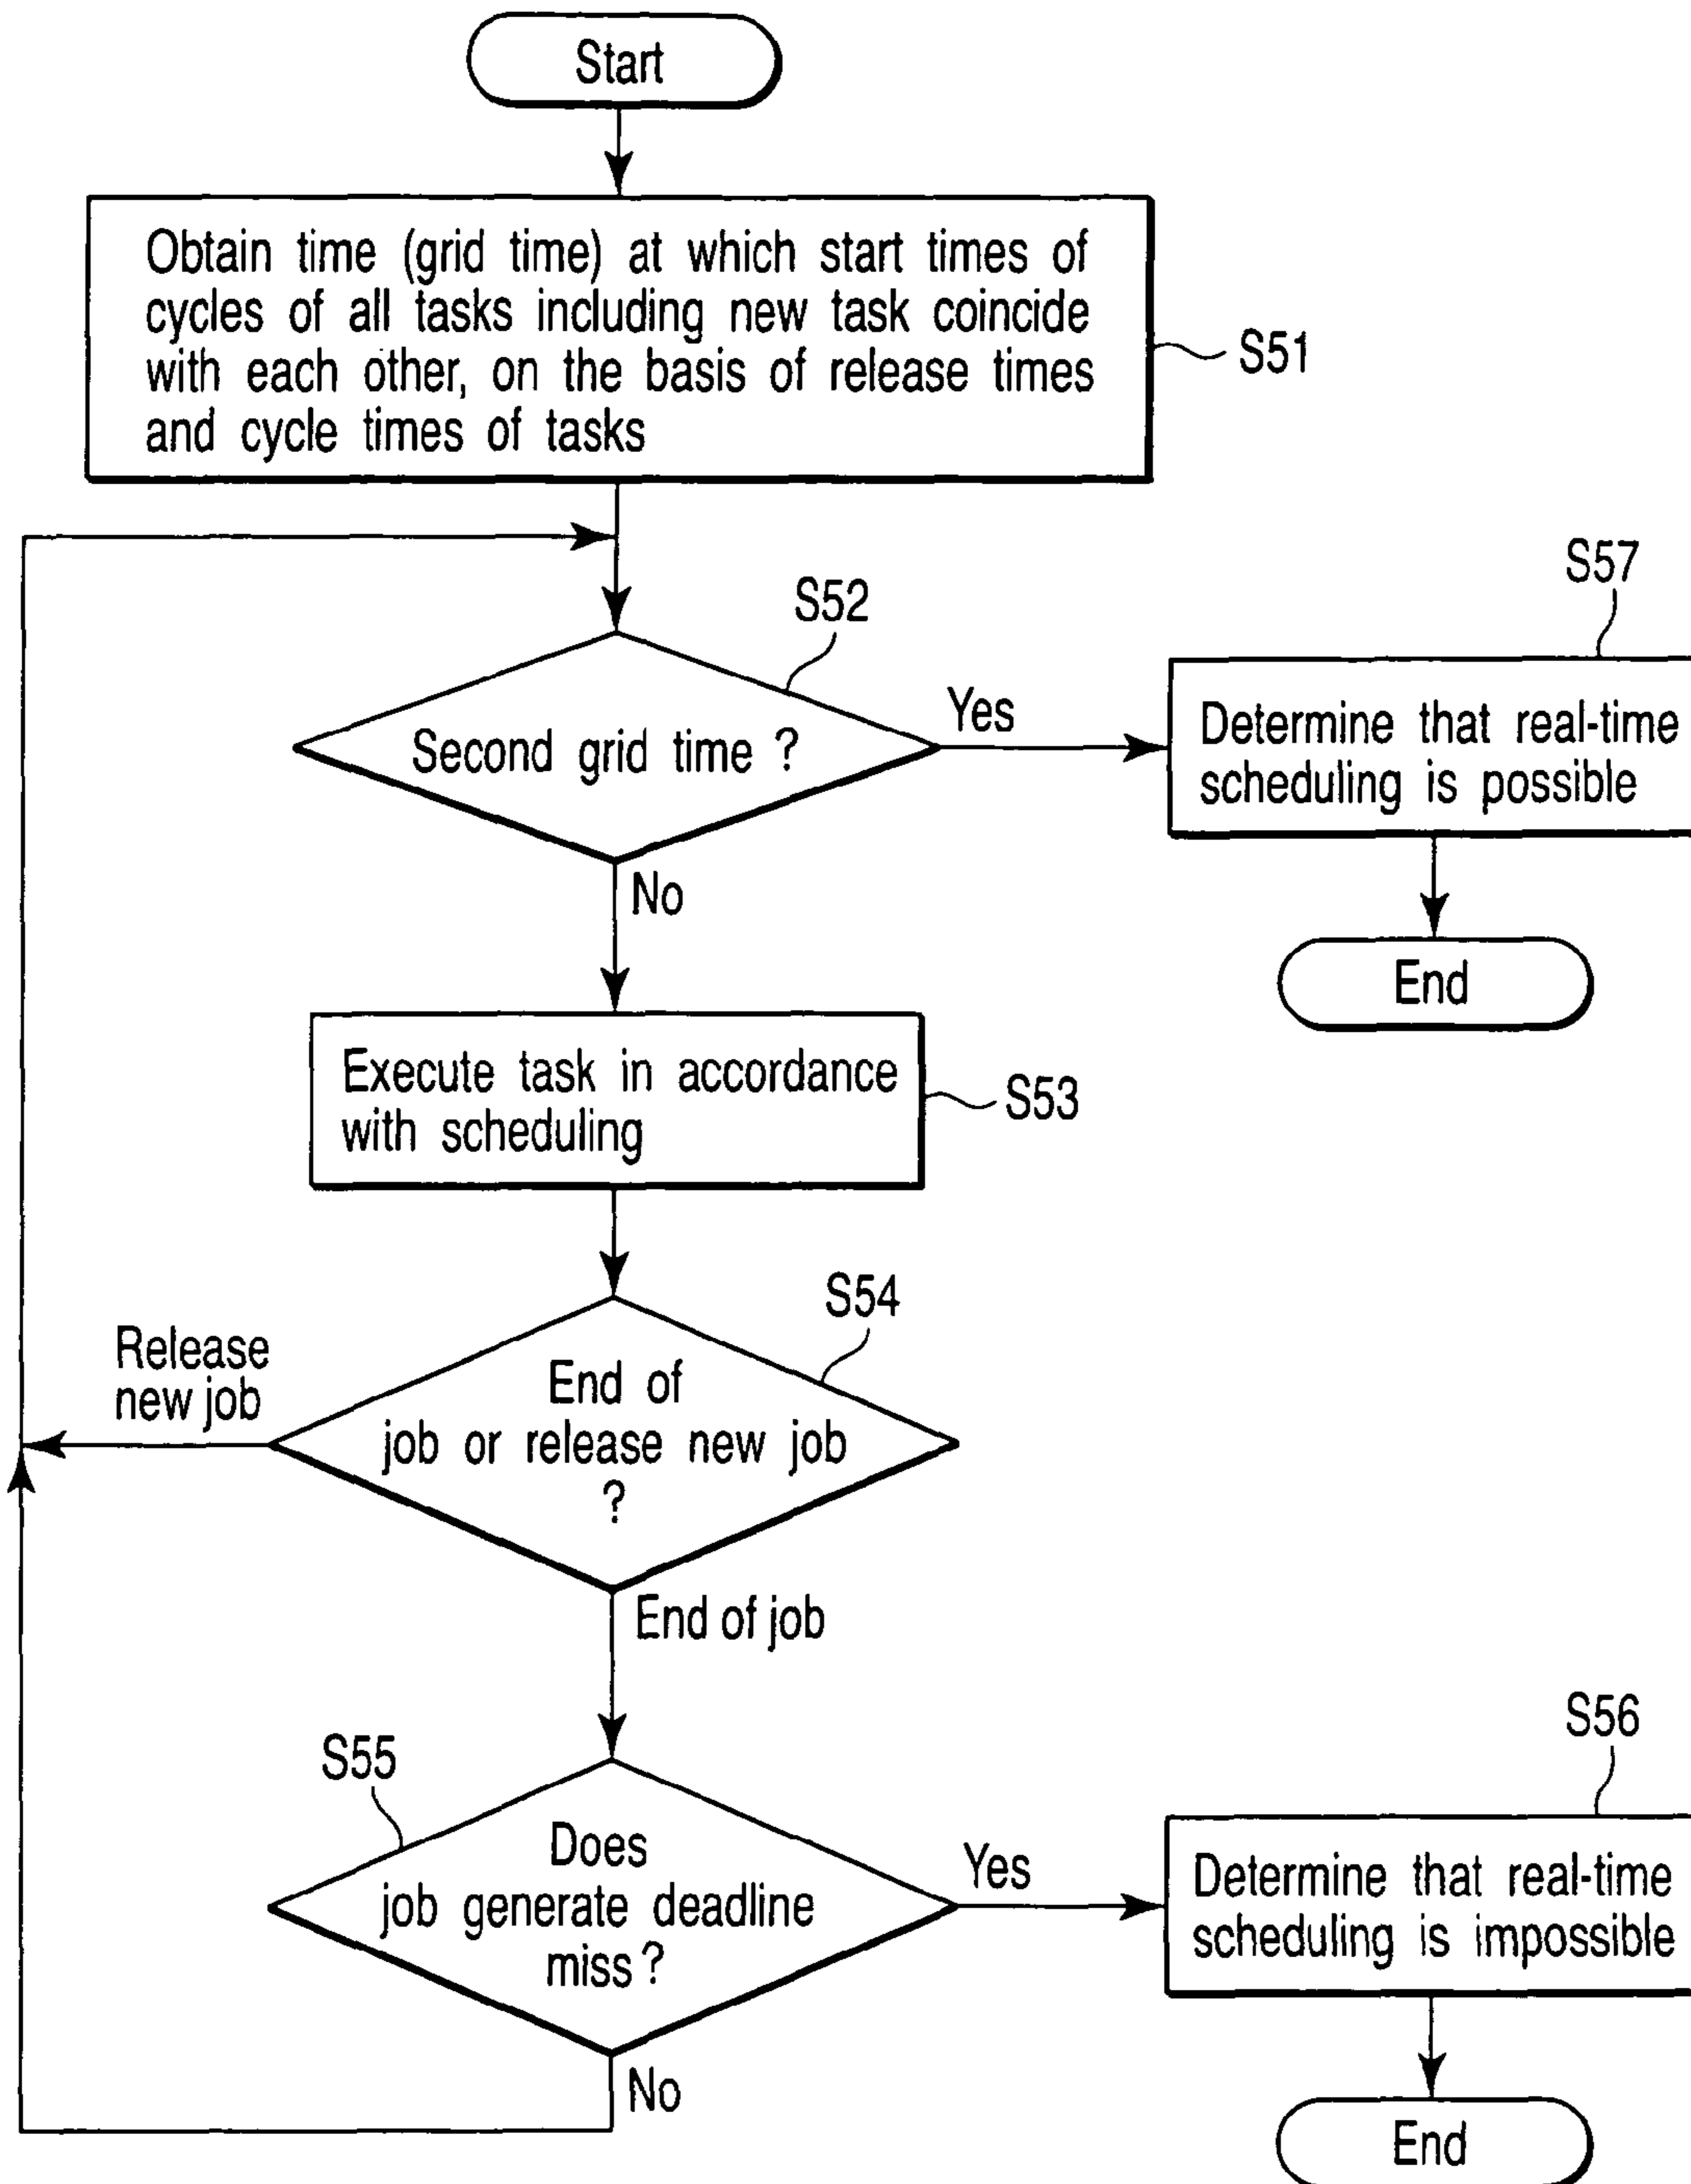 Start
Obtain time (grid time) at which start times of
cycles of all tasks including new task coincide
with each other, on the basis of release times
and cycle times of tasks
S51
S52
Second grid time ?
Yes
S57
Determine that real-time
scheduling is possible
End
No
Execute task in accordance
with scheduling
S53
S54
End of
job or release new job
?
Release
new job
End of job
S55
Does
job generate deadline
miss ?
Yes
S56
Determine that real-time
scheduling is impossible
End
No